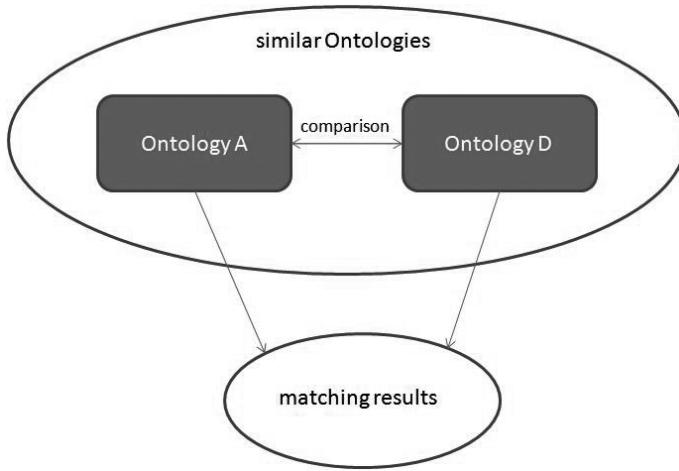 similar Ontologies
comparison
Ontology A
Ontology D
matching results